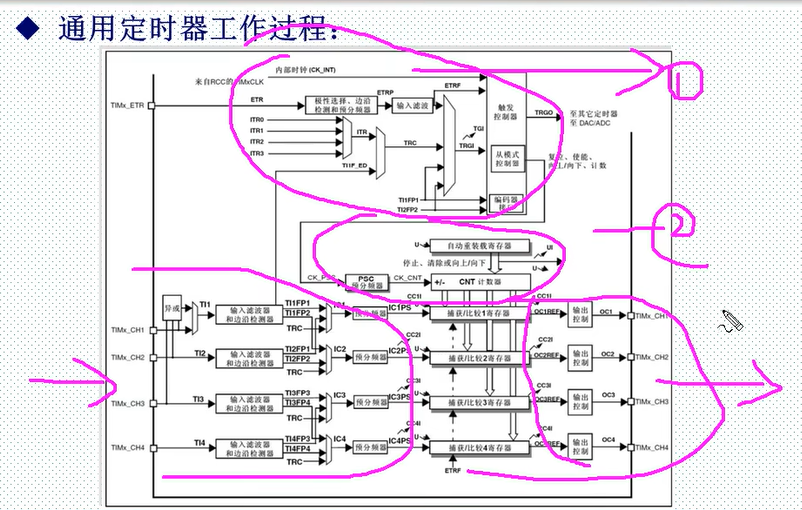 ◆ 通用定时器工作过程：
内部时钟(CK_INT)
来自RCC的TIMxCLK
①
TIMx_ETR
ETR
极性选择、边沿
检测和预分频器
ETRP
输入滤波
ETRF
触发
控制器
TRGO
至其它定时器
至 DAC/ADC
ITR0
ITR1
ITR2
ITR3
ITR
TRC
TGI
TRGI
TI1F_ED
从模式
控制器
复位、使能、
向上/向下、计数
TI1FP1
TI2FP2
编码器
②
U
自动重装载寄存器
UI
停止、清除或向上/向下
U
PSC
预分频器
CK_CNT
+/-
CNT 计数器
异或
TI1
输入滤波器
和边沿检测器
TI1FP1
TI1FP2
TRC
IC1
预分频器
IC1PS
U
CC1I
捕获/比较1寄存器
CC1I
OC1REF
输出
控制
OC1
TIMx_CH1
TIMx_CH1
TIMx_CH2
TI2
输入滤波器
和边沿检测器
TI2FP1
TI2FP2
TRC
IC2
预分频器
IC2PS
U
CC2I
捕获/比较2寄存器
CC2I
OC2REF
输出
控制
OC2
TIMx_CH2
TIMx_CH3
TI3
输入滤波器
和边沿检测器
TI3FP3
TI3FP4
TRC
IC3
预分频器
IC3PS
U
CC3I
捕获/比较3寄存器
CC3I
OC3REF
输出
控制
OC3
TIMx_CH3
TIMx_CH4
TI4
输入滤波器
和边沿检测器
TI4FP3
TI4FP4
TRC
IC4
预分频器
IC4PS
U
CC4I
捕获/比较4寄存器
CC4I
OC4REF
输出
控制
OC4
TIMx_CH4
ETRF